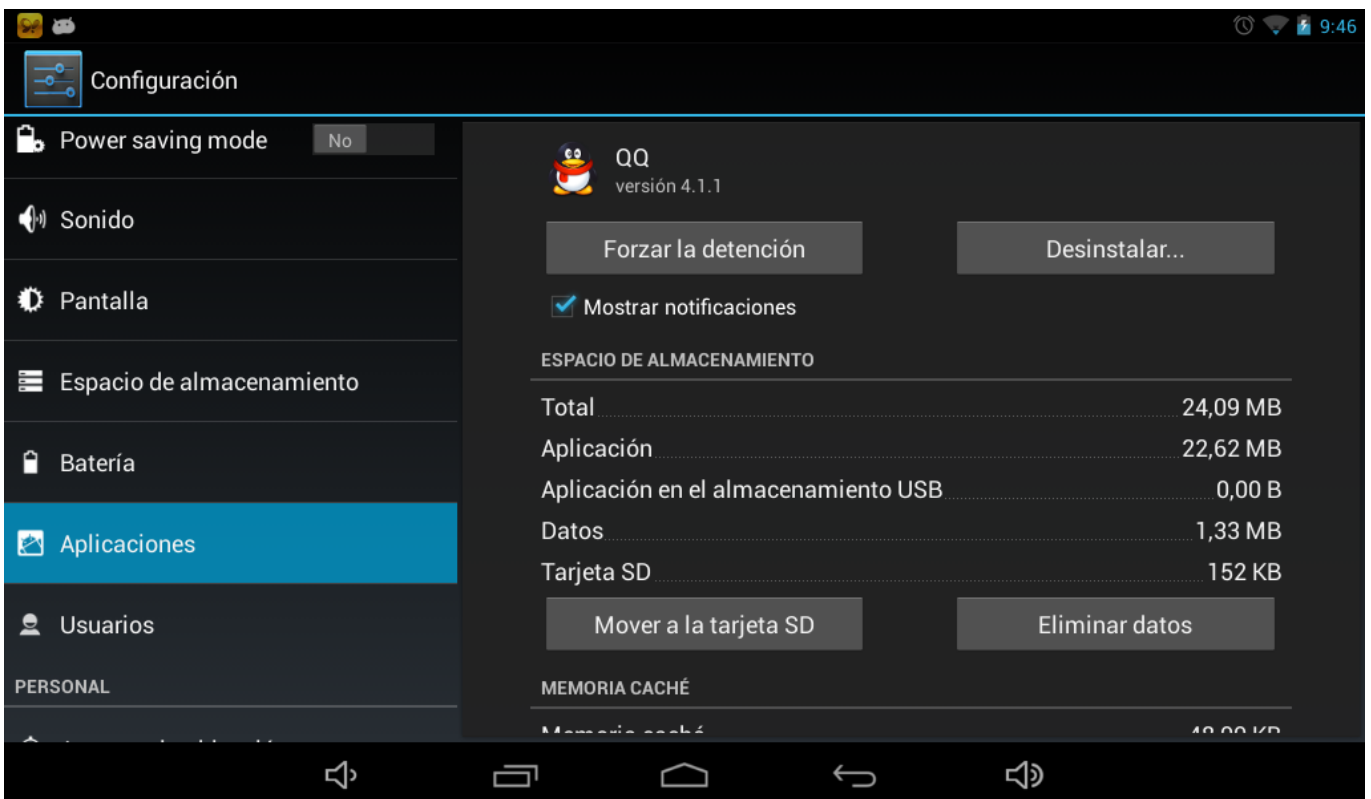 9:46
Configuración
Power saving mode No
Sonido
Pantalla
Espacio de almacenamiento
Batería
Aplicaciones
Usuarios
PERSONAL
QQ
versión 4.1.1
Forzar la detención Desinstalar...
Mostrar notificaciones
ESPACIO DE ALMACENAMIENTO
Total 24,09 MB
Aplicación 22,62 MB
Aplicación en el almacenamiento USB 0,00 B
Datos 1,33 MB
Tarjeta SD 152 KB
Mover a la tarjeta SD Eliminar datos
MEMORIA CACHÉ
Memoria caché